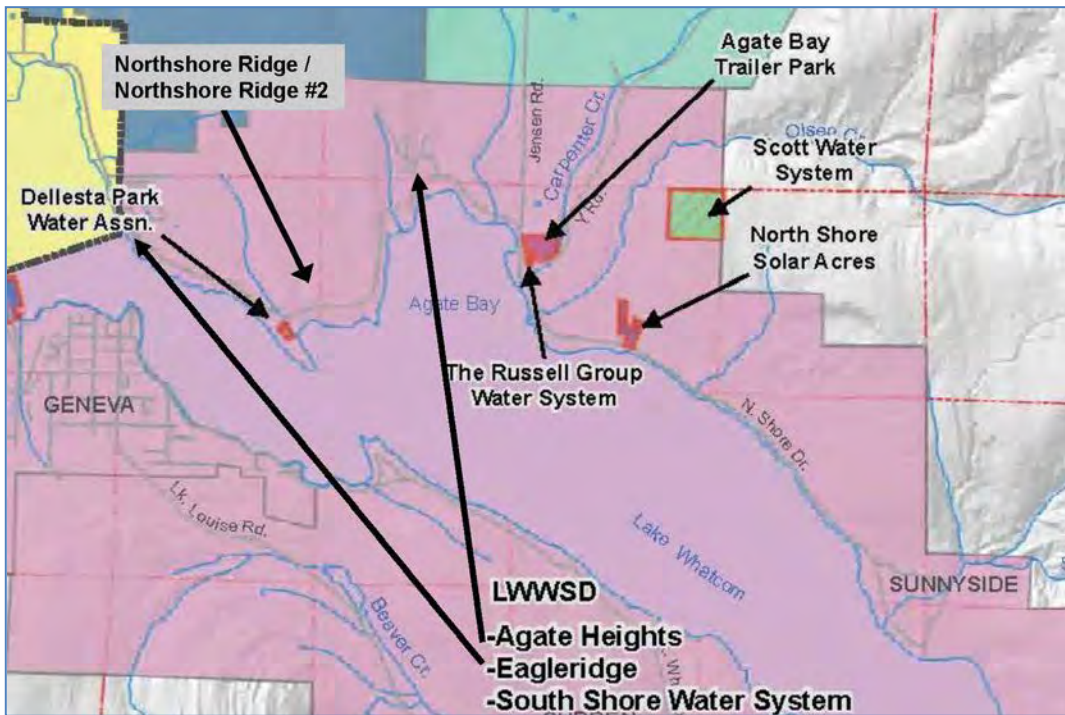 Northshore Ridge /
Northshore Ridge #2
Agate Bay
Trailer Park
Jensen Rd.
Carpenter Cr.
Y Rd.
Olsen Cr.
Scott Water
System
Dellesta Park
Water Assn.
North Shore
Solar Acres
Agate Bay
The Russell Group
Water System
GENEVA
N. Shore Dr.
Lk. Louise Rd.
Lake Whatcom
SUNNYSIDE
Beaver Cr.
LWWSD
-Agate Heights
-Eagleridge
-South Shore Water System